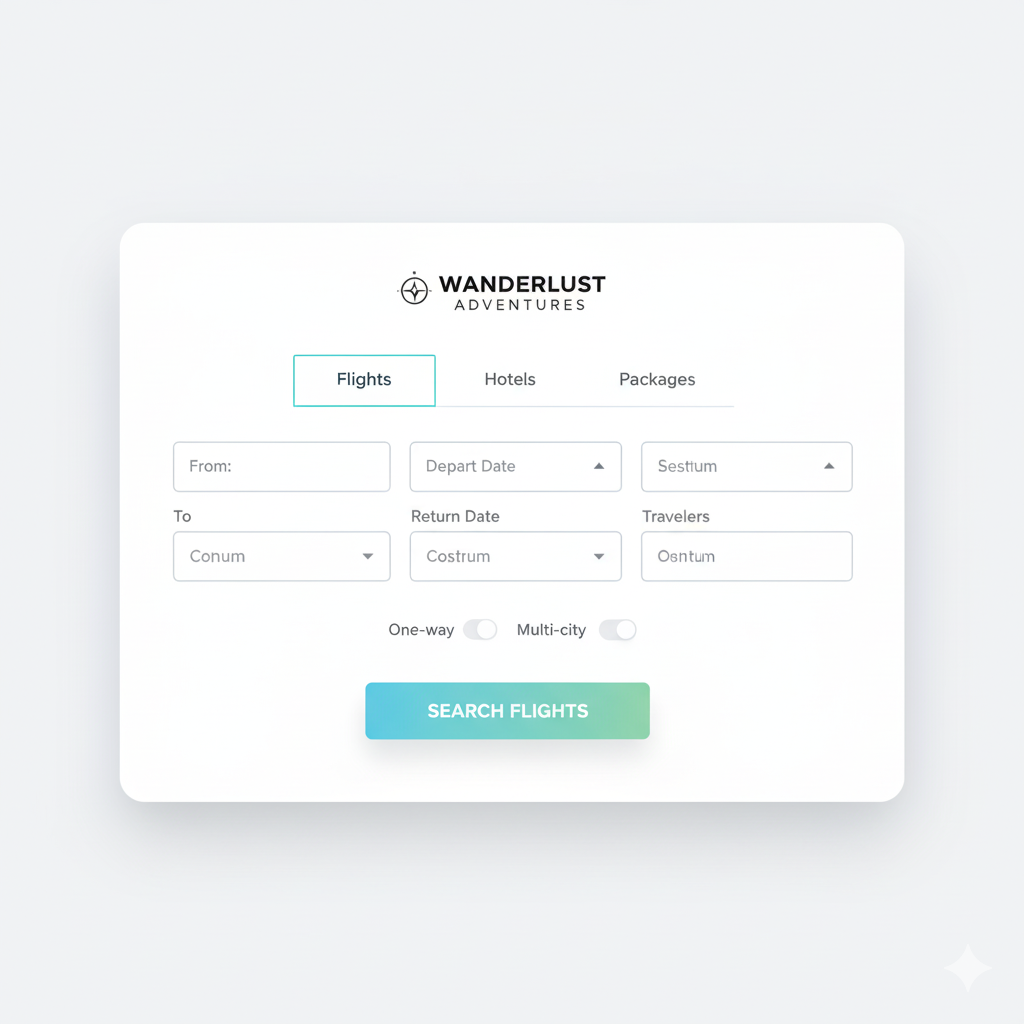 WANDERLUST
ADVENTURES
Flights Hotels Packages
From: Depart Date Sestium
To Return Date Travelers
Conum Costrum Osntum
One-way Multi-city
SEARCH FLIGHTS